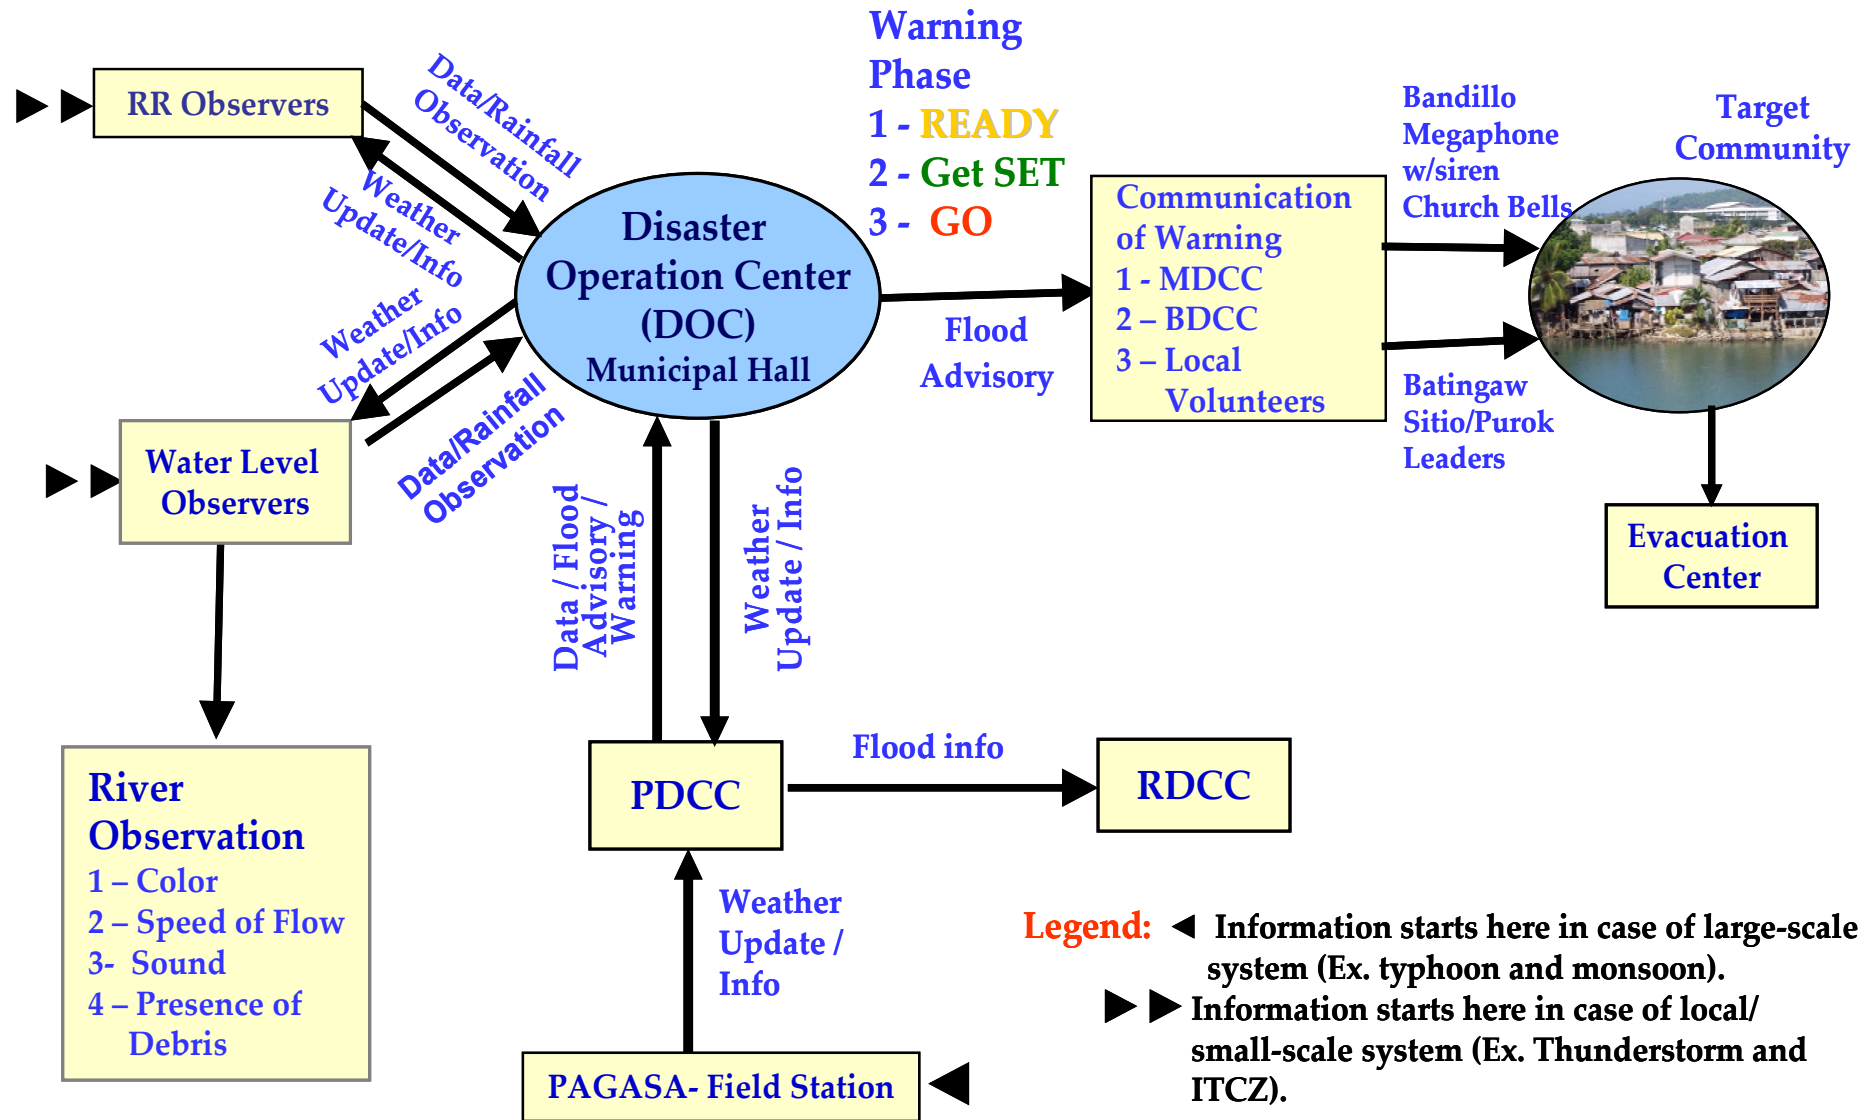 RR Observers
Data/Rainfall
Observation
Weather
Update/Info
Weather
Update/Info
Data/Rainfall
Observation
Water Level
Observers
River
Observation
1 – Color
2 – Speed of Flow
3- Sound
4 – Presence of
Debris
Disaster
Operation Center
(DOC)
Municipal Hall
Warning
Phase
1 - READY
2 - Get SET
3 - GO
Flood
Advisory
Communication
of Warning
1 - MDCC
2 – BDCC
3 – Local
Volunteers
Bandillo
Megaphone
w/siren
Church Bells
Target
Community
Batingaw
Sitio/Purok
Leaders
Evacuation
Center
Data / Flood
Advisory /
Warning
Weather
Update / Info
PDCC
Flood info
RDCC
Weather
Update /
Info
PAGASA- Field Station
Legend: Information starts here in case of large-scale
system (Ex. typhoon and monsoon).
Information starts here in case of local/
small-scale system (Ex. Thunderstorm and
ITCZ).